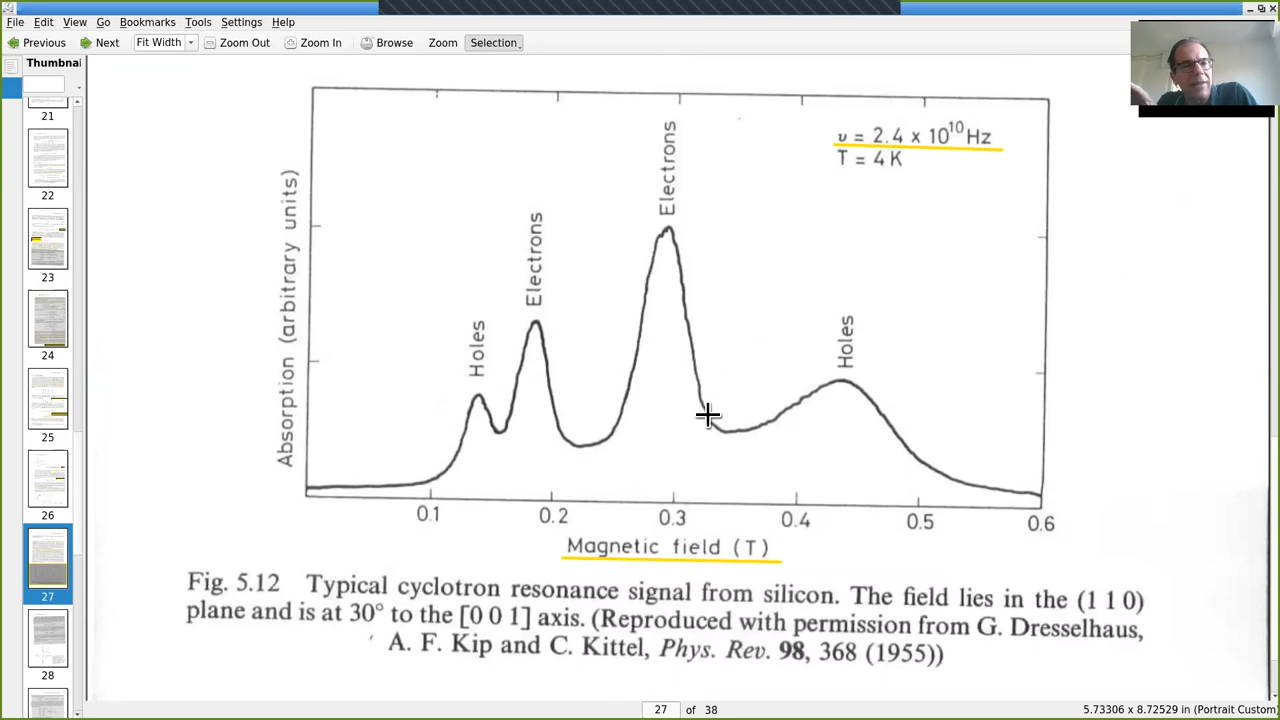 File Edit View Go Bookmarks Tools Settings Help
Previous Next Fit Width Zoom Out Zoom In Browse Zoom Selection
Thumbnai
21
22
23
24
25
26
27
28
Absorption (arbitrary units)
Holes
Electrons
Electrons
Holes
ν = 2.4 x 10¹⁰ Hz
T = 4 K
0.1 0.2 0.3 0.4 0.5 0.6
Magnetic field (T)
Fig. 5.12 Typical cyclotron resonance signal from silicon. The field lies in the (1 1 0)
plane and is at 30° to the [0 0 1] axis. (Reproduced with permission from G. Dresselhaus,
A. F. Kip and C. Kittel, Phys. Rev. 98, 368 (1955))
27 of 38
5.73306 x 8.72529 in (Portrait Custom)